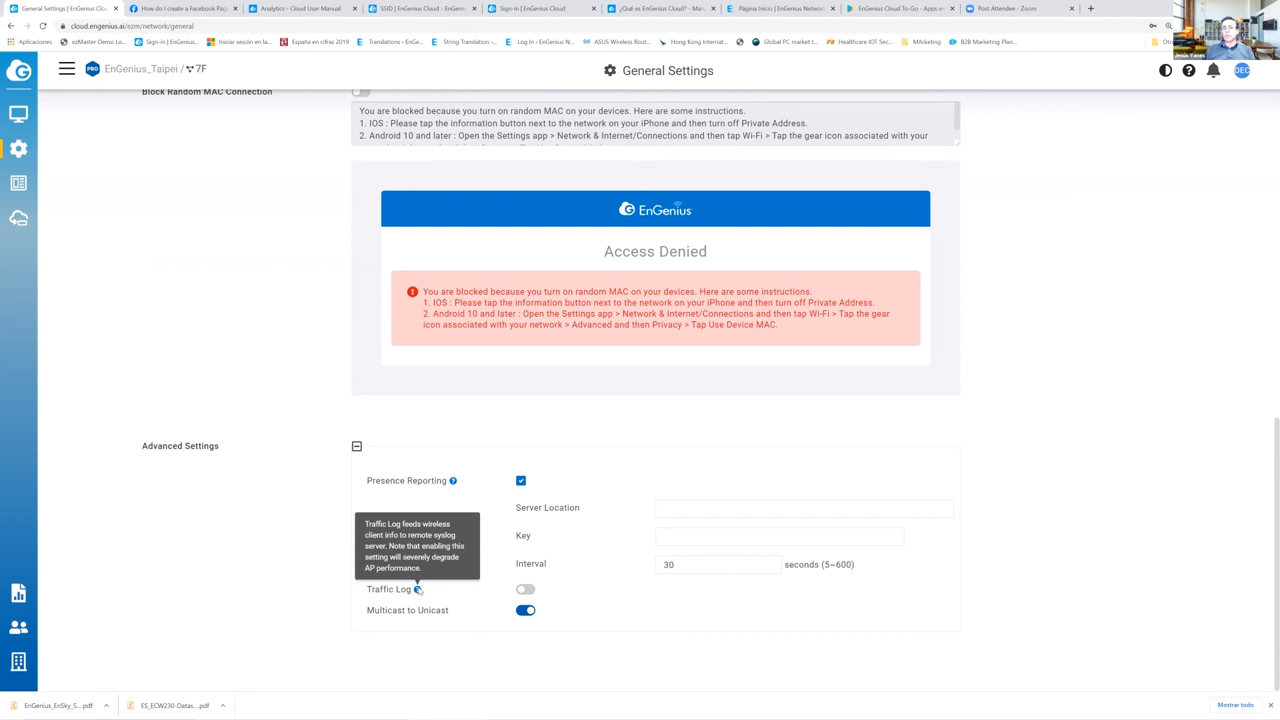 General Settings | EnGenius Clo...
How do I create a Facebook Pag...
Analytics - Cloud User Manual
SSID | EnGenius Cloud - EnGeni...
Sign-in | EnGenius Cloud
¿Qué es EnGenius Cloud? - Man...
Página Inicio | EnGenius Networ...
EnGenius Cloud To-Go - Apps e...
Post Attendee - Zoom
cloud.engenius.ai/ezm/network/general
Aplicaciones
ezMaster Demo Lo...
Sign-in | EnGenius...
Iniciar sesión en la...
España en cifras 2019
Translations ‹ EnGe...
String Translation ‹...
Log In ‹ EnGenius N...
ASUS Wireless Rout...
Hong Kong Internat...
Global PC market t...
Healthcare IOT Sec...
MArketing
B2B Marketing Plan...
Jesús Yanes
PRO EnGenius_Taipei / 7F
General Settings
DEC
Block Random MAC Connection
You are blocked because you turn on random MAC on your devices. Here are some instructions.
1. IOS : Please tap the information button next to the network on your iPhone and then turn off Private Address.
2. Android 10 and later : Open the Settings app > Network & Internet/Connections and then tap Wi-Fi > Tap the gear icon associated with your
EnGenius
Access Denied
You are blocked because you turn on random MAC on your devices. Here are some instructions.
1. IOS : Please tap the information button next to the network on your iPhone and then turn off Private Address.
2. Android 10 and later : Open the Settings app > Network & Internet/Connections and then tap Wi-Fi > Tap the gear
icon associated with your network > Advanced and then Privacy > Tap Use Device MAC.
Advanced Settings
Presence Reporting
Server Location
Key
Interval
30
seconds (5~600)
Traffic Log feeds wireless
client info to remote syslog
server. Note that enabling this
setting will severely degrade
AP performance.
Traffic Log
Multicast to Unicast
EnGenius_EnSky_S....pdf
ES_ECW230-Datas....pdf
Mostrar todo